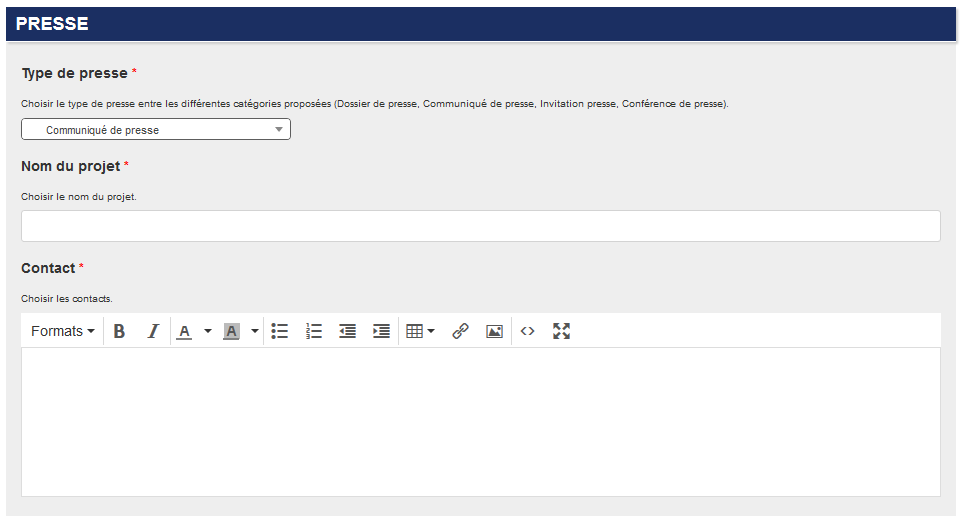 PRESSE
Type de presse *
Choisir le type de presse entre les différentes catégories proposées (Dossier de presse, Communiqué de presse, Invitation presse, Conférence de presse).
Communiqué de presse
Nom du projet *
Choisir le nom du projet.
Contact *
Choisir les contacts.
Formats B I A A